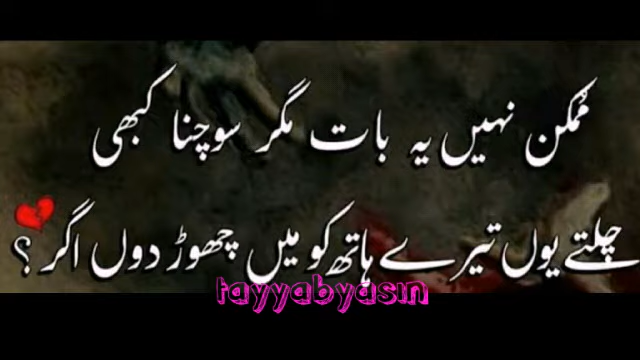 ممکن نہیں یہ بات مگر سوچنا کبھی
چلتے یوں تیرے ہاتھ کو میں چھوڑ دوں اگر ؟
tayyabyasin